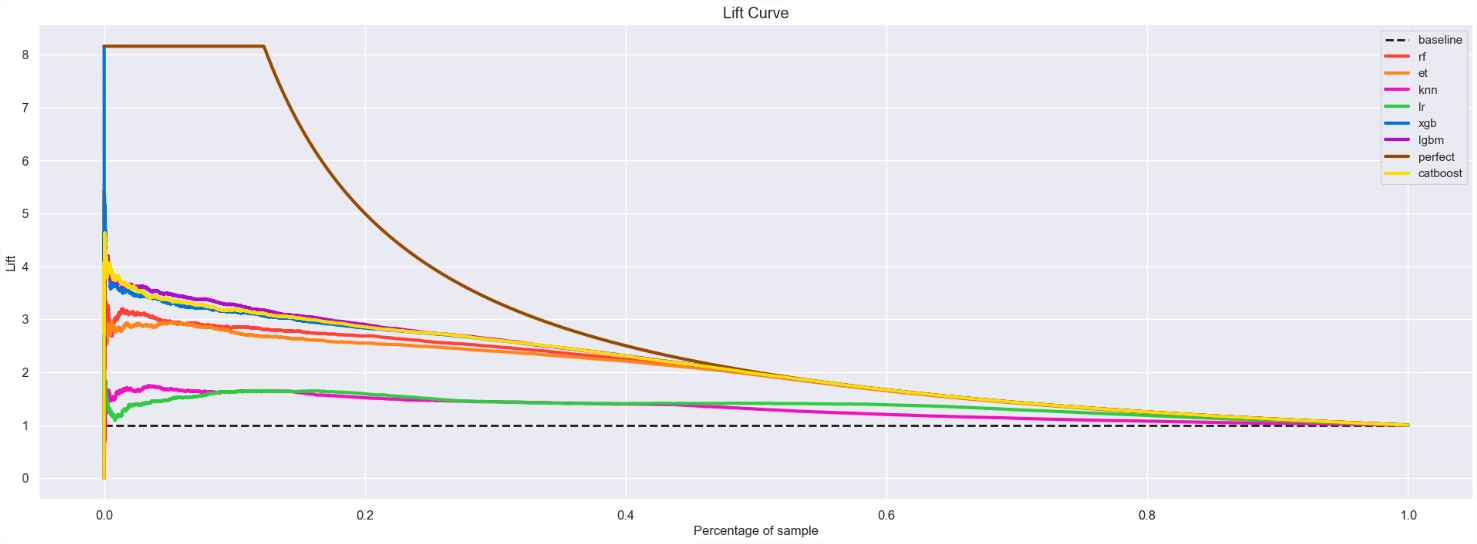 Lift Curve
8
7
6
5
4
3
2
1
0
Lift
0.0
0.2
0.4
0.6
0.8
1.0
Percentage of sample
baseline
rf
et
knn
lr
xgb
lgbm
perfect
catboost